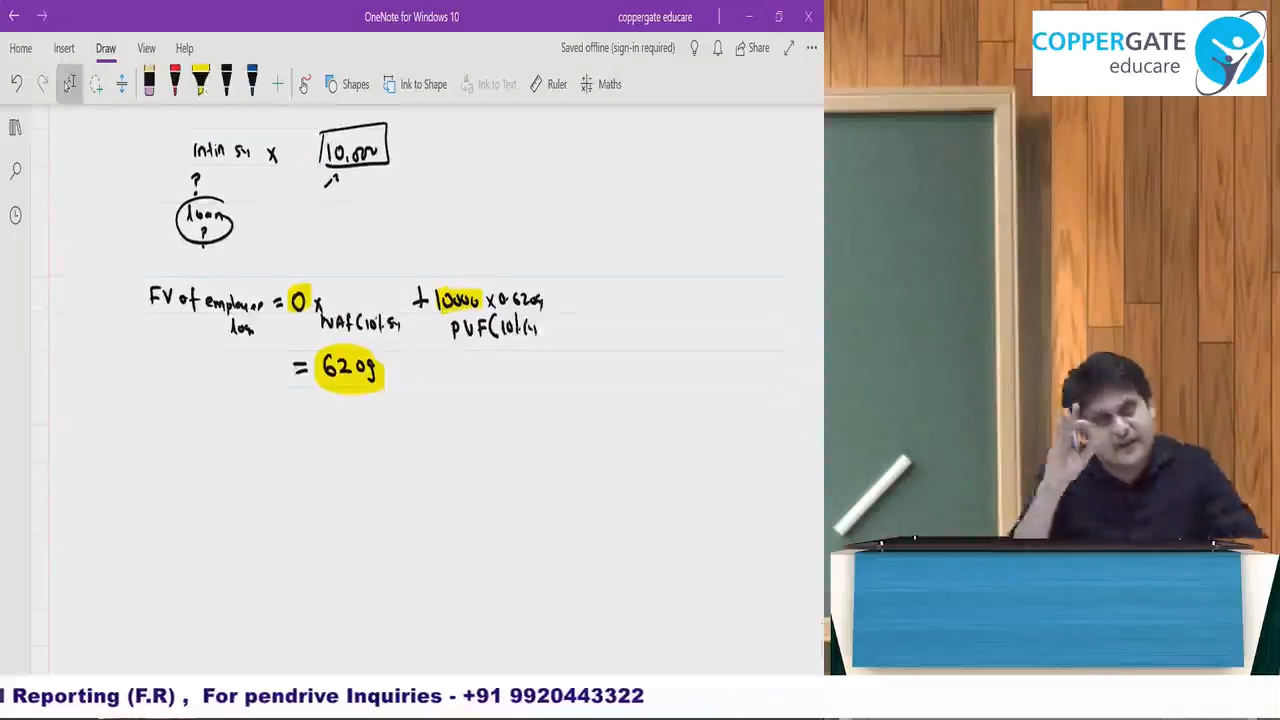 OneNote for Windows 10
coppergate educare
Home Insert Draw View Help
Saved offline (sign-in required)
Share
Shapes Ink to Shape Ink to Text Ruler Maths
COPPERGATE
educare
Intin 5y x 10,000
?
loan
?
FV of employee = 0 x + 10000 x 0.6209
loan PVF(10%,5y
= 6209
l Reporting (F.R) , For pendrive Inquiries - +91 9920443322